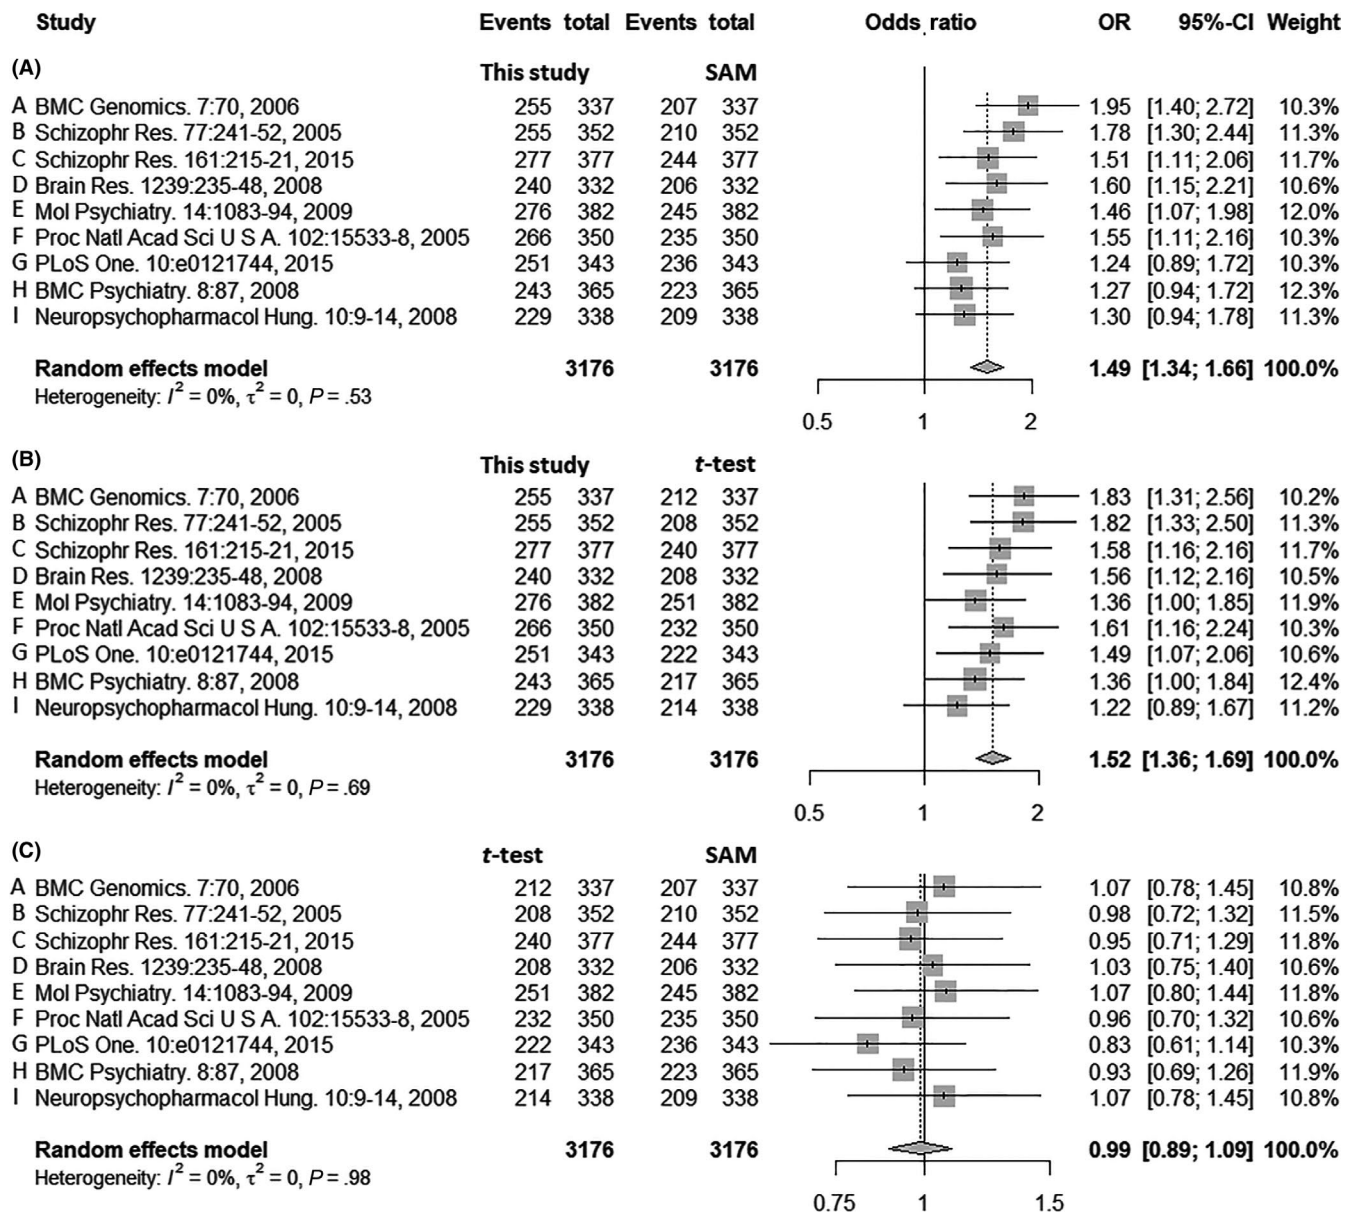 Study Events total Events total Odds ratio OR 95%-CI Weight
(A)
This study SAM
A BMC Genomics. 7:70, 2006 255 337 207 337 1.95 [1.40; 2.72] 10.3%
B Schizophr Res. 77:241-52, 2005 255 352 210 352 1.78 [1.30; 2.44] 11.3%
C Schizophr Res. 161:215-21, 2015 277 377 244 377 1.51 [1.11; 2.06] 11.7%
D Brain Res. 1239:235-48, 2008 240 332 206 332 1.60 [1.15; 2.21] 10.6%
E Mol Psychiatry. 14:1083-94, 2009 276 382 245 382 1.46 [1.07; 1.98] 12.0%
F Proc Natl Acad Sci U S A. 102:15533-8, 2005 266 350 235 350 1.55 [1.11; 2.16] 10.3%
G PLoS One. 10:e0121744, 2015 251 343 236 343 1.24 [0.89; 1.72] 10.3%
H BMC Psychiatry. 8:87, 2008 243 365 223 365 1.27 [0.94; 1.72] 12.3%
I Neuropsychopharmacol Hung. 10:9-14, 2008 229 338 209 338 1.30 [0.94; 1.78] 11.3%
Random effects model 3176 3176 1.49 [1.34; 1.66] 100.0%
Heterogeneity: I² = 0%, τ² = 0, P = .53
0.5 1 2
(B)
This study t-test
A BMC Genomics. 7:70, 2006 255 337 212 337 1.83 [1.31; 2.56] 10.2%
B Schizophr Res. 77:241-52, 2005 255 352 208 352 1.82 [1.33; 2.50] 11.3%
C Schizophr Res. 161:215-21, 2015 277 377 240 377 1.58 [1.16; 2.16] 11.7%
D Brain Res. 1239:235-48, 2008 240 332 208 332 1.56 [1.12; 2.16] 10.5%
E Mol Psychiatry. 14:1083-94, 2009 276 382 251 382 1.36 [1.00; 1.85] 11.9%
F Proc Natl Acad Sci U S A. 102:15533-8, 2005 266 350 232 350 1.61 [1.16; 2.24] 10.3%
G PLoS One. 10:e0121744, 2015 251 343 222 343 1.49 [1.07; 2.06] 10.6%
H BMC Psychiatry. 8:87, 2008 243 365 217 365 1.36 [1.00; 1.84] 12.4%
I Neuropsychopharmacol Hung. 10:9-14, 2008 229 338 214 338 1.22 [0.89; 1.67] 11.2%
Random effects model 3176 3176 1.52 [1.36; 1.69] 100.0%
Heterogeneity: I² = 0%, τ² = 0, P = .69
0.5 1 2
(C)
t-test SAM
A BMC Genomics. 7:70, 2006 212 337 207 337 1.07 [0.78; 1.45] 10.8%
B Schizophr Res. 77:241-52, 2005 208 352 210 352 0.98 [0.72; 1.32] 11.5%
C Schizophr Res. 161:215-21, 2015 240 377 244 377 0.95 [0.71; 1.29] 11.8%
D Brain Res. 1239:235-48, 2008 208 332 206 332 1.03 [0.75; 1.40] 10.6%
E Mol Psychiatry. 14:1083-94, 2009 251 382 245 382 1.07 [0.80; 1.44] 11.8%
F Proc Natl Acad Sci U S A. 102:15533-8, 2005 232 350 235 350 0.96 [0.70; 1.32] 10.6%
G PLoS One. 10:e0121744, 2015 222 343 236 343 0.83 [0.61; 1.14] 10.3%
H BMC Psychiatry. 8:87, 2008 217 365 223 365 0.93 [0.69; 1.26] 11.9%
I Neuropsychopharmacol Hung. 10:9-14, 2008 214 338 209 338 1.07 [0.78; 1.45] 10.8%
Random effects model 3176 3176 0.99 [0.89; 1.09] 100.0%
Heterogeneity: I² = 0%, τ² = 0, P = .98
0.75 1 1.5